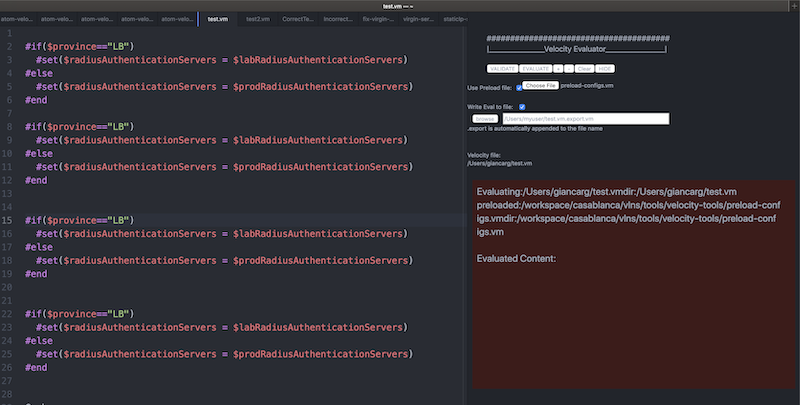 test.vm — ~
atom-velo... atom-velo... atom-velo... atom-velo... atom-velo... test.vm test2.vm CorrectTe... Incorrect... fix-virgin-... virgin-ser... staticip-v
1
2 #if($province=="LB")
3 #set($radiusAuthenticationServers = $labRadiusAuthenticationServers)
4 #else
5 #set($radiusAuthenticationServers = $prodRadiusAuthenticationServers)
6 #end
7
8 #if($province=="LB")
9 #set($radiusAuthenticationServers = $labRadiusAuthenticationServers)
10 #else
11 #set($radiusAuthenticationServers = $prodRadiusAuthenticationServers)
12 #end
13
14
15 #if($province=="LB")
16 #set($radiusAuthenticationServers = $labRadiusAuthenticationServers)
17 #else
18 #set($radiusAuthenticationServers = $prodRadiusAuthenticationServers)
19 #end
20
21
22 #if($province=="LB")
23 #set($radiusAuthenticationServers = $labRadiusAuthenticationServers)
24 #else
25 #set($radiusAuthenticationServers = $prodRadiusAuthenticationServers)
26 #end
27
28
#######################################
|______________Velocity Evaluator_______________|
VALIDATE EVALUATE + - Clear HIDE
Use Preload file: Choose File preload-configs.vm
Write Eval to file:
browse /Users/myuser/test.vm.export.vm
.export is automatically appended to the file name
Velocity file:
/Users/giancarg/test.vm
Evaluating:/Users/giancarg/test.vmdir:/Users/giancarg/test.vm
preloaded:/workspace/casablanca/vlns/tools/velocity-tools/preload-conf
igs.vmdir:/workspace/casablanca/vlns/tools/velocity-tools/preload-conf
igs.vm
Evaluated Content: